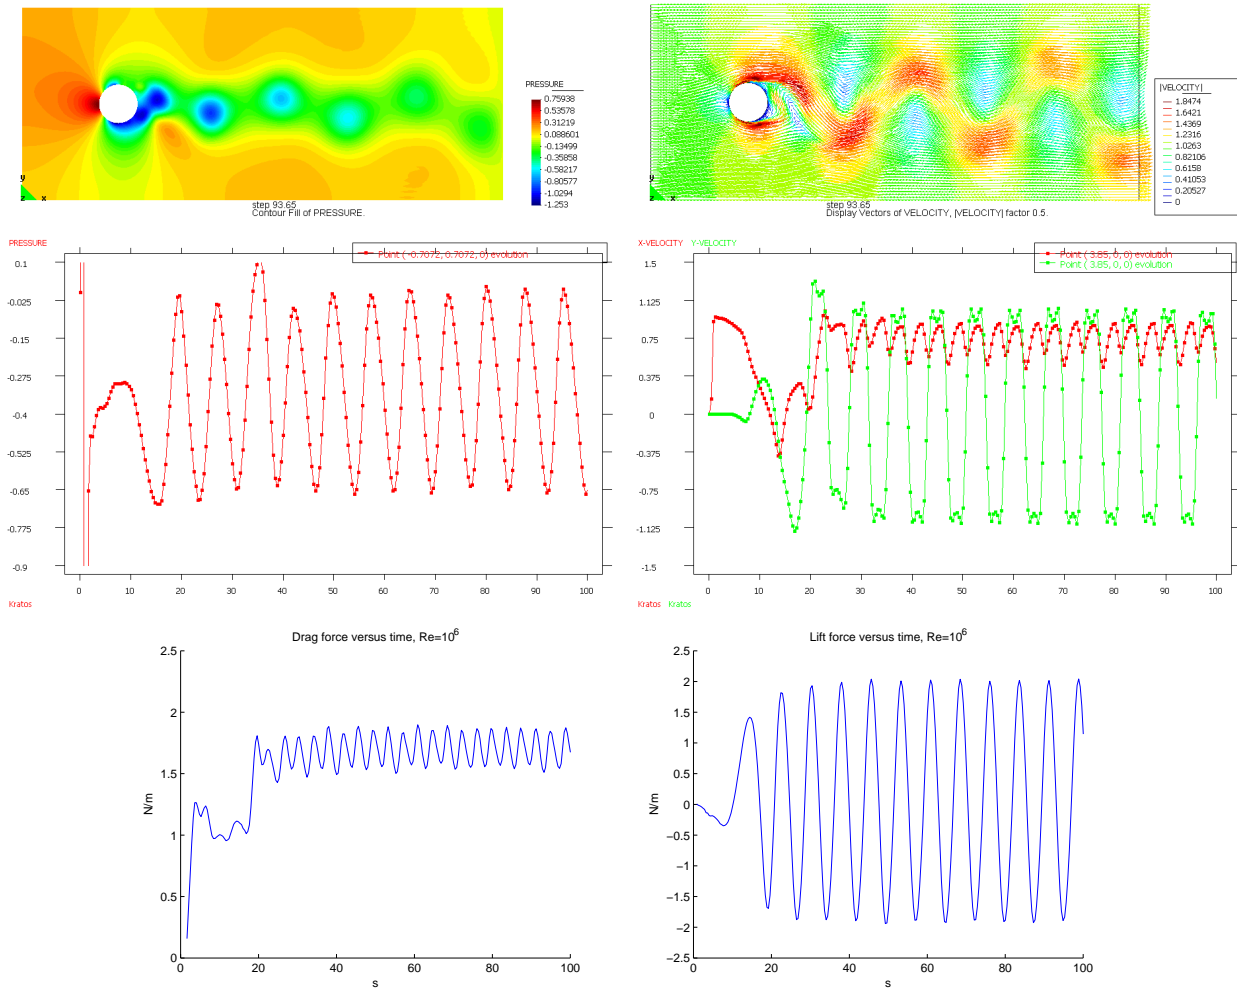 PRESSURE
0.75938
0.53578
0.31219
0.088601
-0.13499
-0.35858
-0.58217
-0.80577
-1.0294
-1.253
y
z x
step 93.65
Contour Fill of PRESSURE.
|VELOCITY|
1.8474
1.6421
1.4369
1.2316
1.0263
0.82106
0.6158
0.41053
0.20527
0
y
z x
step 93.65
Display Vectors of VELOCITY, |VELOCITY| factor 0.5.
PRESSURE
Point ( -0.7072, 0.7072, 0) evolution
0.1
-0.025
-0.15
-0.275
-0.4
-0.525
-0.65
-0.775
-0.9
0 10 20 30 40 50 60 70 80 90 100
Kratos
X-VELOCITY Y-VELOCITY
Point ( 3.85, 0, 0) evolution
Point ( 3.85, 0, 0) evolution
1.5
1.125
0.75
0.375
0
-0.375
-0.75
-1.125
-1.5
0 10 20 30 40 50 60 70 80 90 100
Kratos Kratos
Drag force versus time, Re=10⁶
2.5
2
1.5
1
0.5
0
N/m
0 20 40 60 80 100
s
Lift force versus time, Re=10⁶
2.5
2
1.5
1
0.5
0
−0.5
−1
−1.5
−2
−2.5
N/m
0 20 40 60 80 100
s